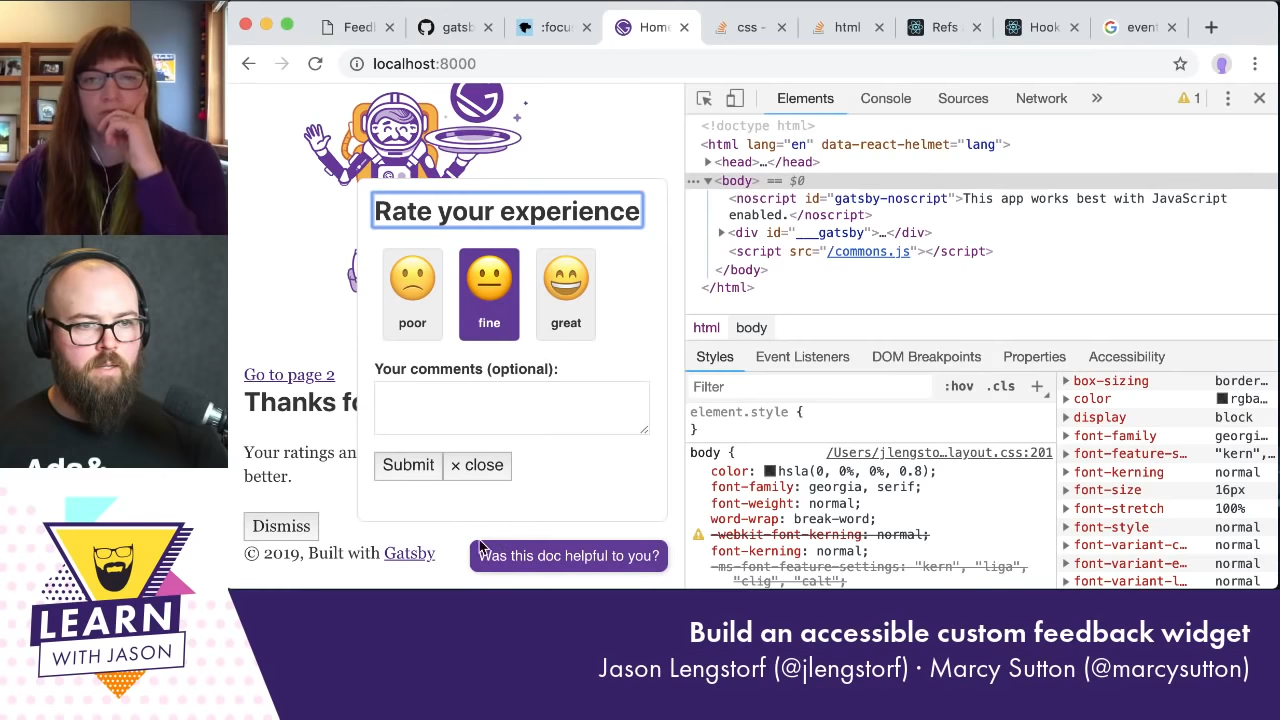 Feed
gatsb
:focus
Home
css -
html
Refs
Hook
event
localhost:8000
Rate your experience
poor
fine
great
Your comments (optional):
Submit
× close
Go to page 2
Thanks fo
Your ratings an
better.
Dismiss
© 2019, Built with Gatsby
Was this doc helpful to you?
Elements
Console
Sources
Network
1
<!doctype html>
<html lang="en" data-react-helmet="lang">
<head>…</head>
<body> == $0
<noscript id="gatsby-noscript">This app works best with JavaScript
enabled.</noscript>
<div id="___gatsby">…</div>
<script src="/commons.js"></script>
</body>
</html>
html body
Styles
Event Listeners
DOM Breakpoints
Properties
Accessibility
Filter
:hov .cls
element.style {
}
body { /Users/jlengsto…layout.css:201
color: hsla(0, 0%, 0%, 0.8);
font-family: georgia, serif;
font-weight: normal;
word-wrap: break-word;
-webkit-font-kerning: normal;
font-kerning: normal;
-ms-font-feature-settings: "kern", "liga",
"clig", "calt";
box-sizing border…
color rgba…
display block
font-family georgi…
font-feature-s… "kern",…
font-kerning normal
font-size 16px
font-stretch 100%
font-style normal
font-variant-c… normal
font-variant-e… normal
font-variant-l… normal
LEARN
WITH JASON
Build an accessible custom feedback widget
Jason Lengstorf (@jlengstorf) · Marcy Sutton (@marcysutton)